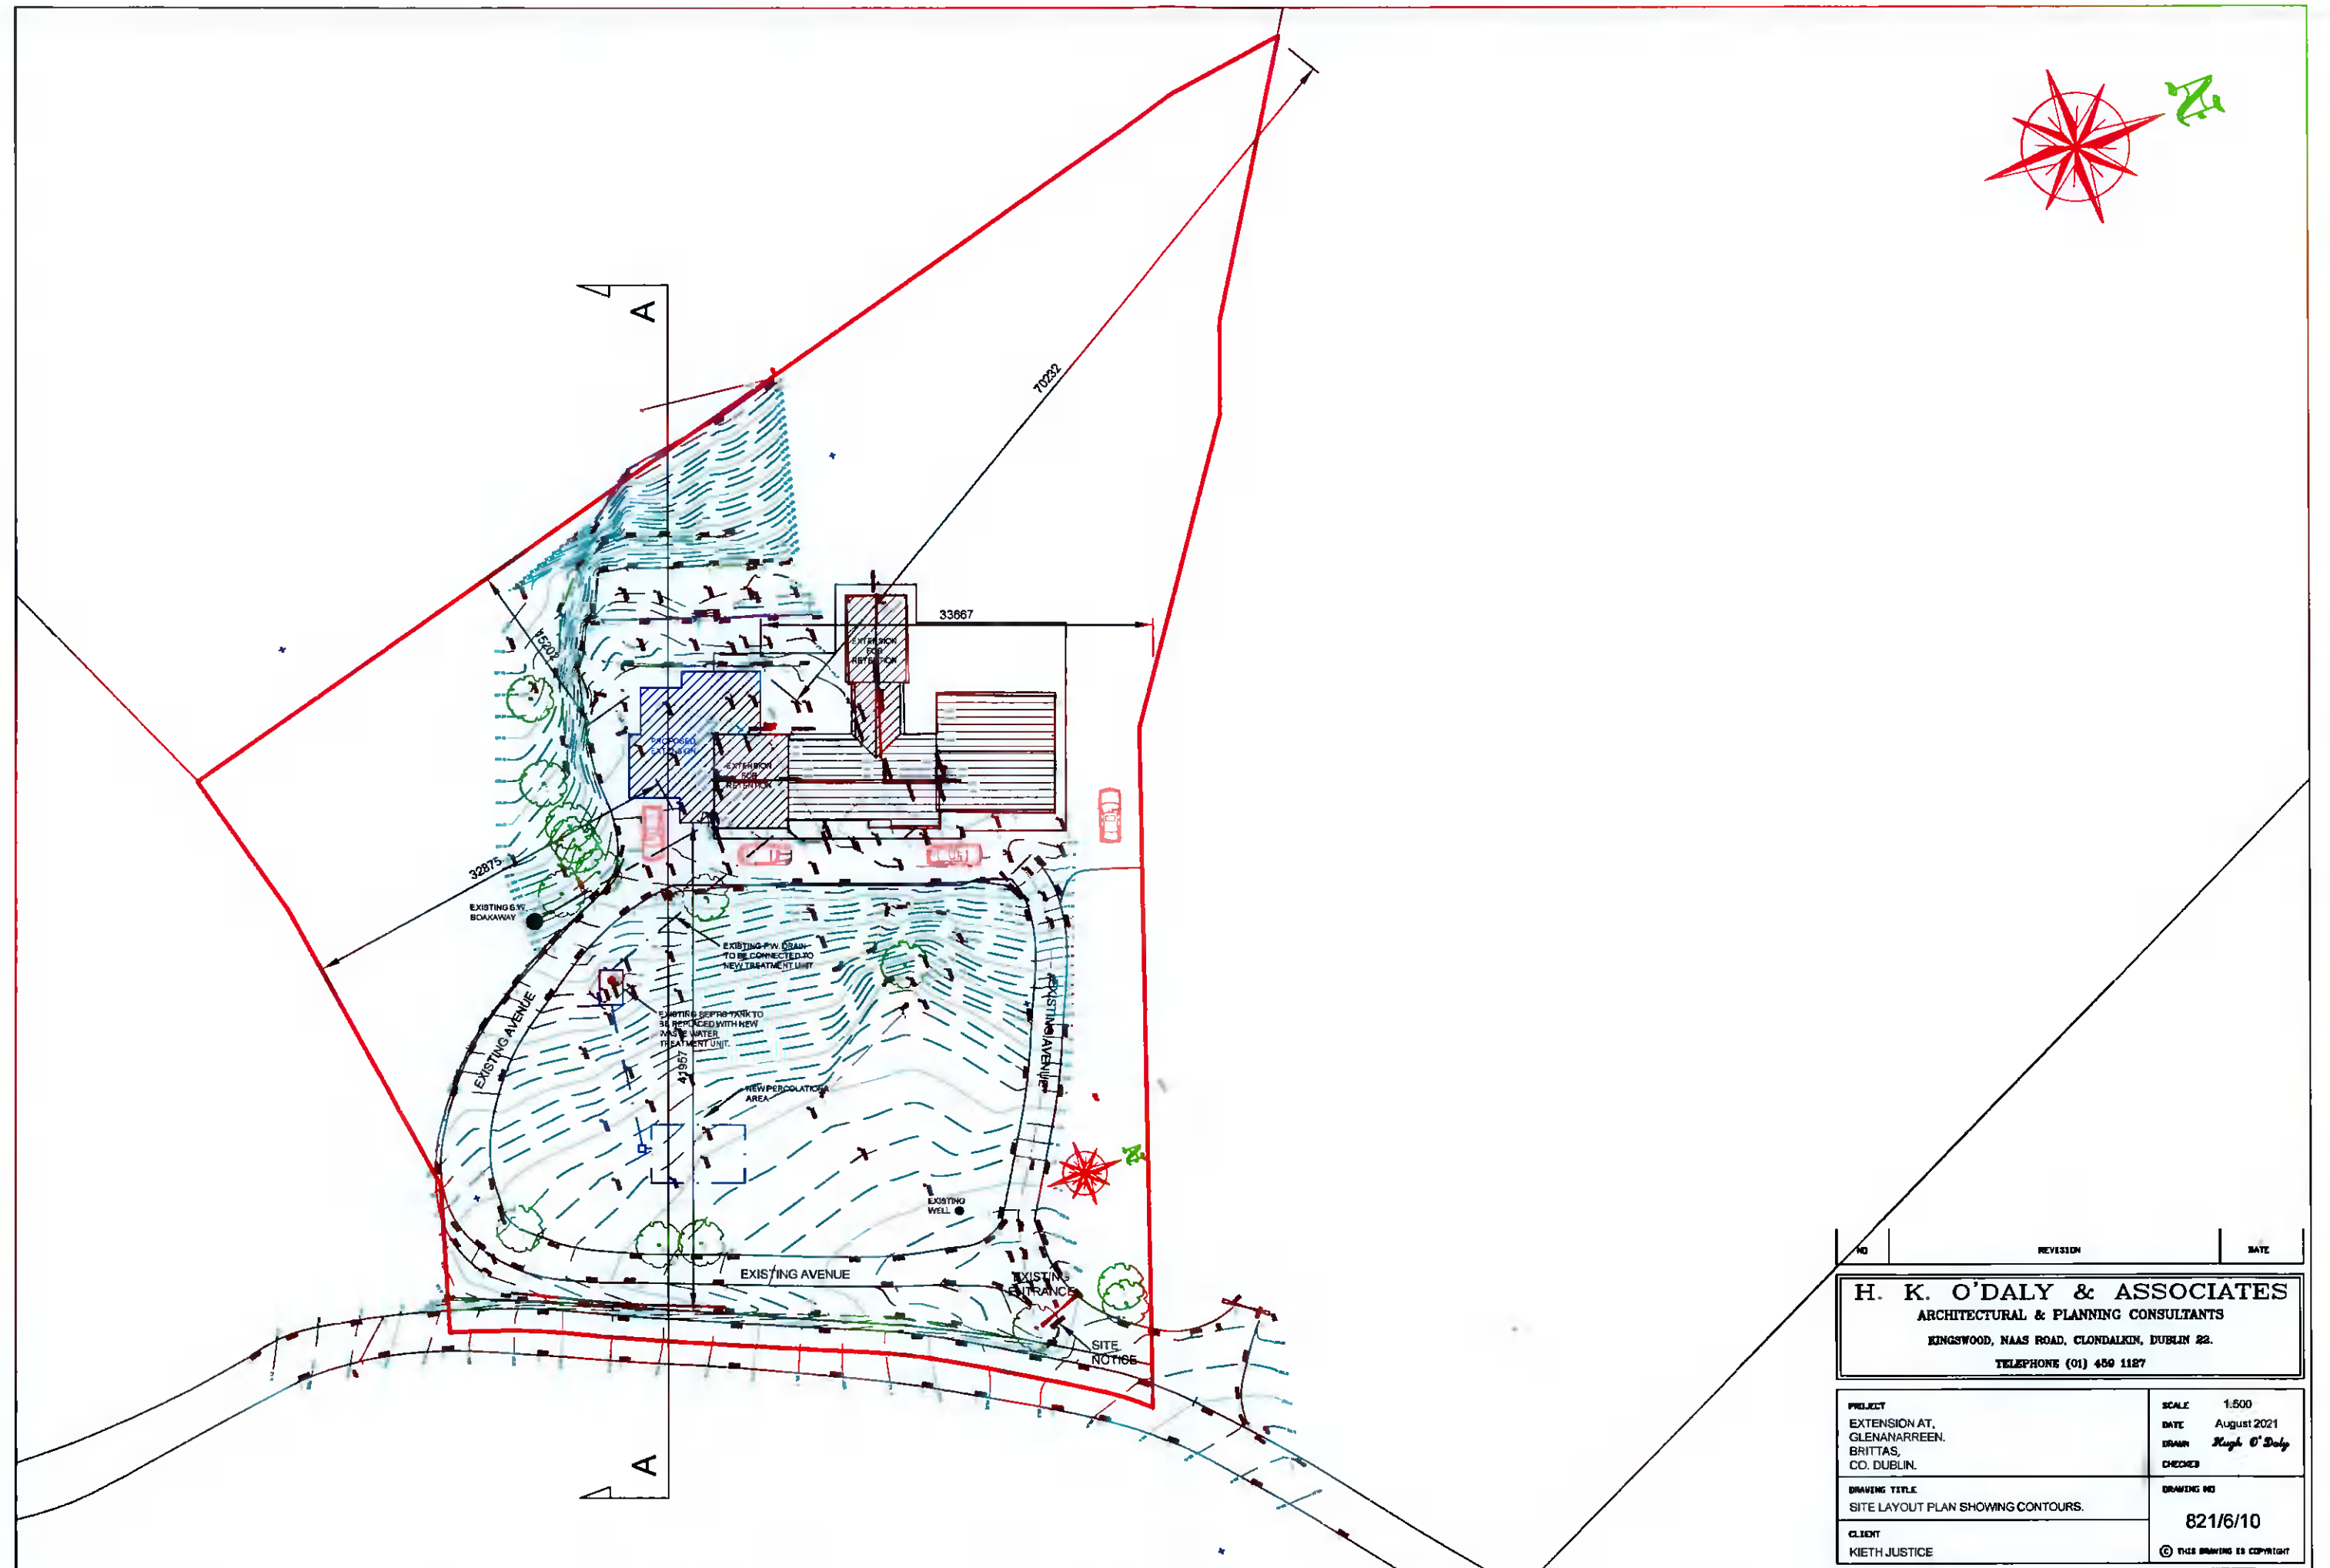 N
A
70232
33667
15202
EXTENSION
FOR
RETENTION
PROPOSED
EXTENSION
EXTENSION
FOR
RETENTION
32875
EXISTING S.W.
SOAKAWAY
EXISTING F.W. DRAIN
TO BE CONNECTED TO
NEW TREATMENT UNIT
EXISTING AVENUE
EXISTING AVENUE
EXISTING SEPTIC TANK TO
BE REPLACED WITH NEW
WASTE WATER
TREATMENT UNIT.
41957
NEW PERCOLATION
AREA
N
EXISTING
WELL
EXISTING AVENUE
EXISTING
ENTRANCE
SITE
NOTICE
A
NO REVISION DATE
H. K. O'DALY & ASSOCIATES
ARCHITECTURAL & PLANNING CONSULTANTS
KINGSWOOD, NAAS ROAD, CLONDALKIN, DUBLIN 22.
TELEPHONE (01) 459 1127
PROJECT
EXTENSION AT,
GLENANARREEN.
BRITTAS,
CO. DUBLIN.
SCALE 1:500
DATE August 2021
DRAWN Hugh O'Daly
CHECKED
DRAWING TITLE
SITE LAYOUT PLAN SHOWING CONTOURS.
DRAWING NO
821/6/10
CLIENT
KIETH JUSTICE
© THIS DRAWING IS COPYRIGHT